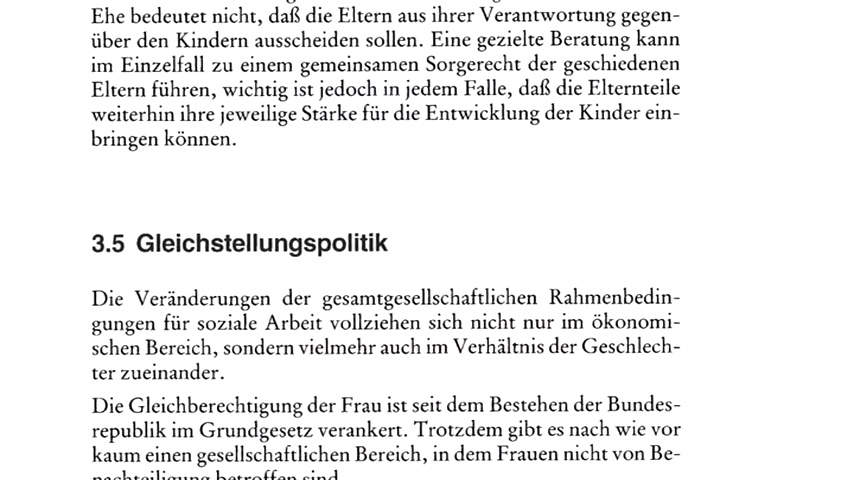 Ehe bedeutet nicht, daß die Eltern aus ihrer Verantwortung gegen-
über den Kindern ausscheiden sollen. Eine gezielte Beratung kann
im Einzelfall zu einem gemeinsamen Sorgerecht der geschiedenen
Eltern führen, wichtig ist jedoch in jedem Falle, daß die Elternteile
weiterhin ihre jeweilige Stärke für die Entwicklung der Kinder ein-
bringen können.
3.5 Gleichstellungspolitik
Die Veränderungen der gesamtgesellschaftlichen Rahmenbedin-
gungen für soziale Arbeit vollziehen sich nicht nur im ökonomi-
schen Bereich, sondern vielmehr auch im Verhältnis der Geschlech-
ter zueinander.
Die Gleichberechtigung der Frau ist seit dem Bestehen der Bundes-
republik im Grundgesetz verankert. Trotzdem gibt es nach wie vor
kaum einen gesellschaftlichen Bereich, in dem Frauen nicht von Be-
nachteiligung betroffen sind